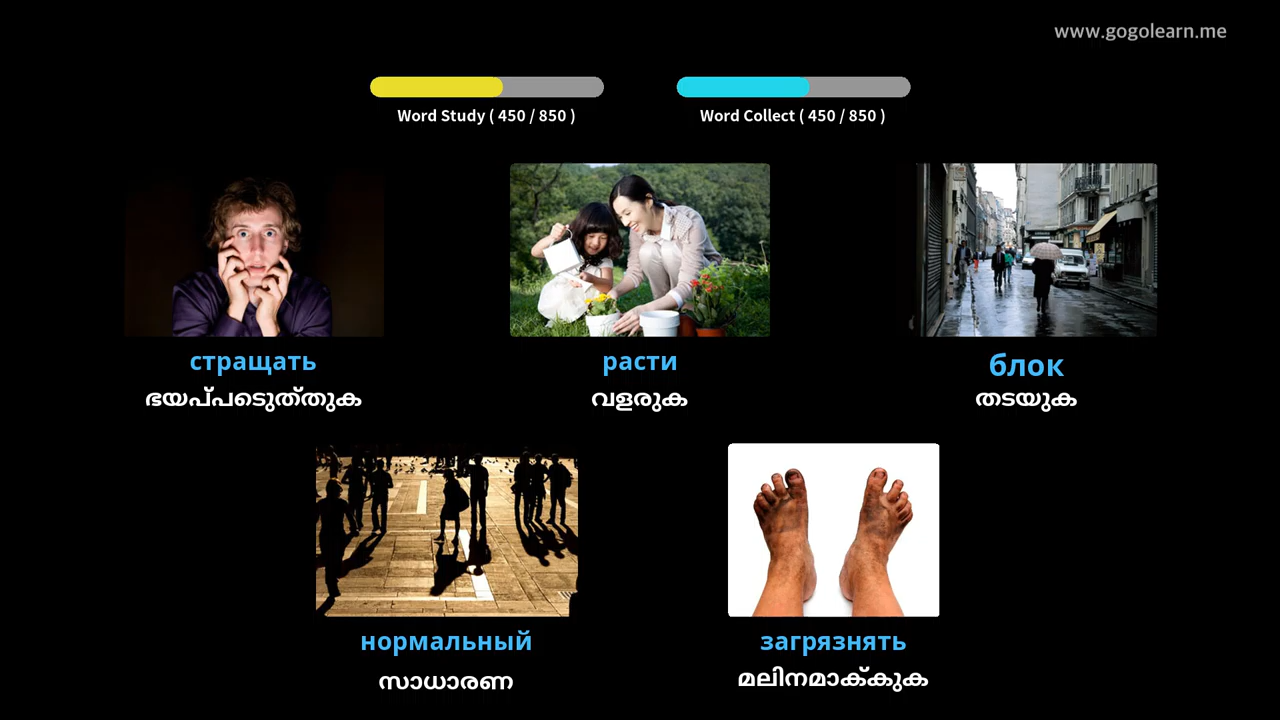 www.gogolearn.me
Word Study ( 450 / 850 )
Word Collect ( 450 / 850 )
стращать
ഭയപ്പടെുത്തുക
расти
വളരുക
блок
തടയുക
нормальный
സാധാരണ
загрязнять
മലിനമാക്കുക